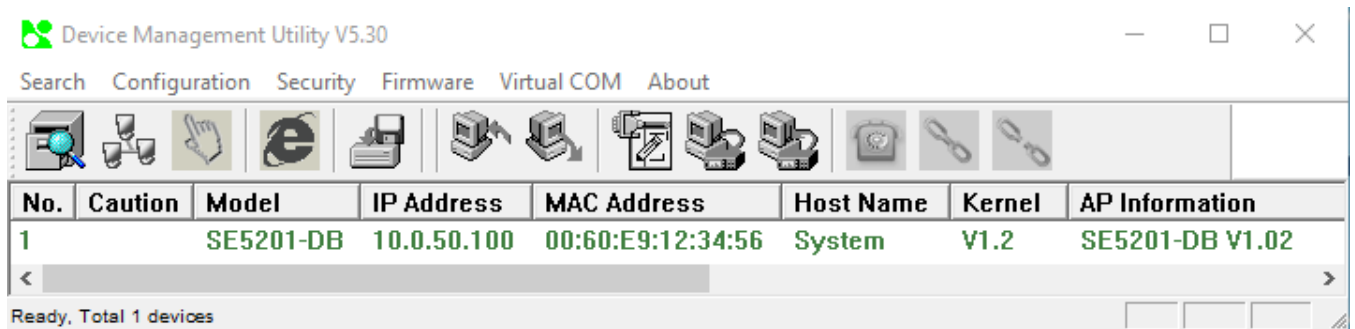 Device Management Utility V5.30
Search Configuration Security Firmware Virtual COM About
No. Caution Model IP Address MAC Address Host Name Kernel AP Information
1 SE5201-DB 10.0.50.100 00:60:E9:12:34:56 System V1.2 SE5201-DB V1.02
Ready, Total 1 devices